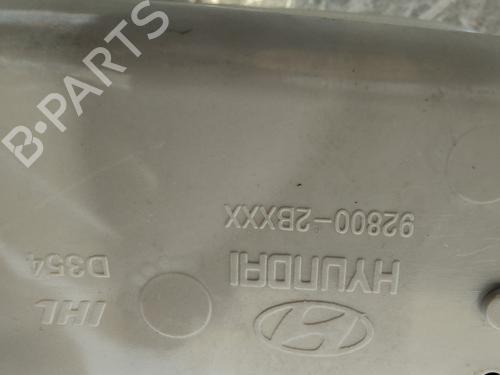 B-PARTS
92800-2BXXX
HYUNDAI
D354
IHL